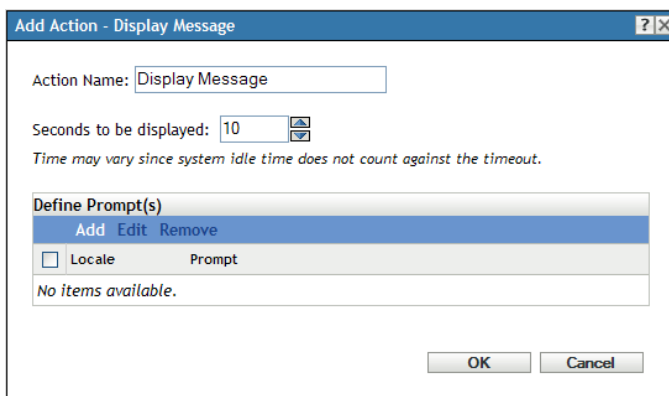 Add Action - Display Message ? X
Action Name: Display Message
Seconds to be displayed: 10
Time may vary since system idle time does not count against the timeout.
Define Prompt(s)
Add Edit Remove
Locale Prompt
No items available.
OK Cancel